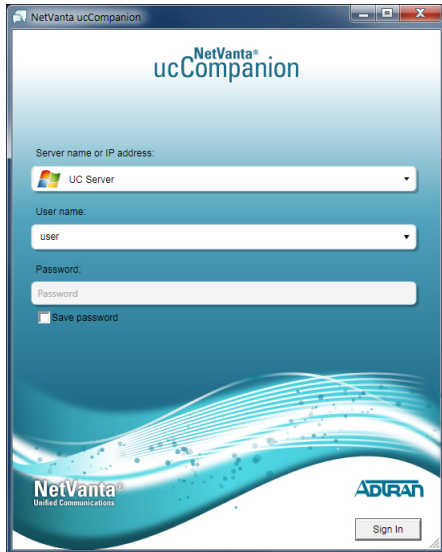 NetVanta ucCompanion
NetVanta®
ucCompanion
Server name or IP address:
UC Server
User name:
user
Password:
Password
Save password
NetVanta®
Unified Communications
ADTRAN
Sign In